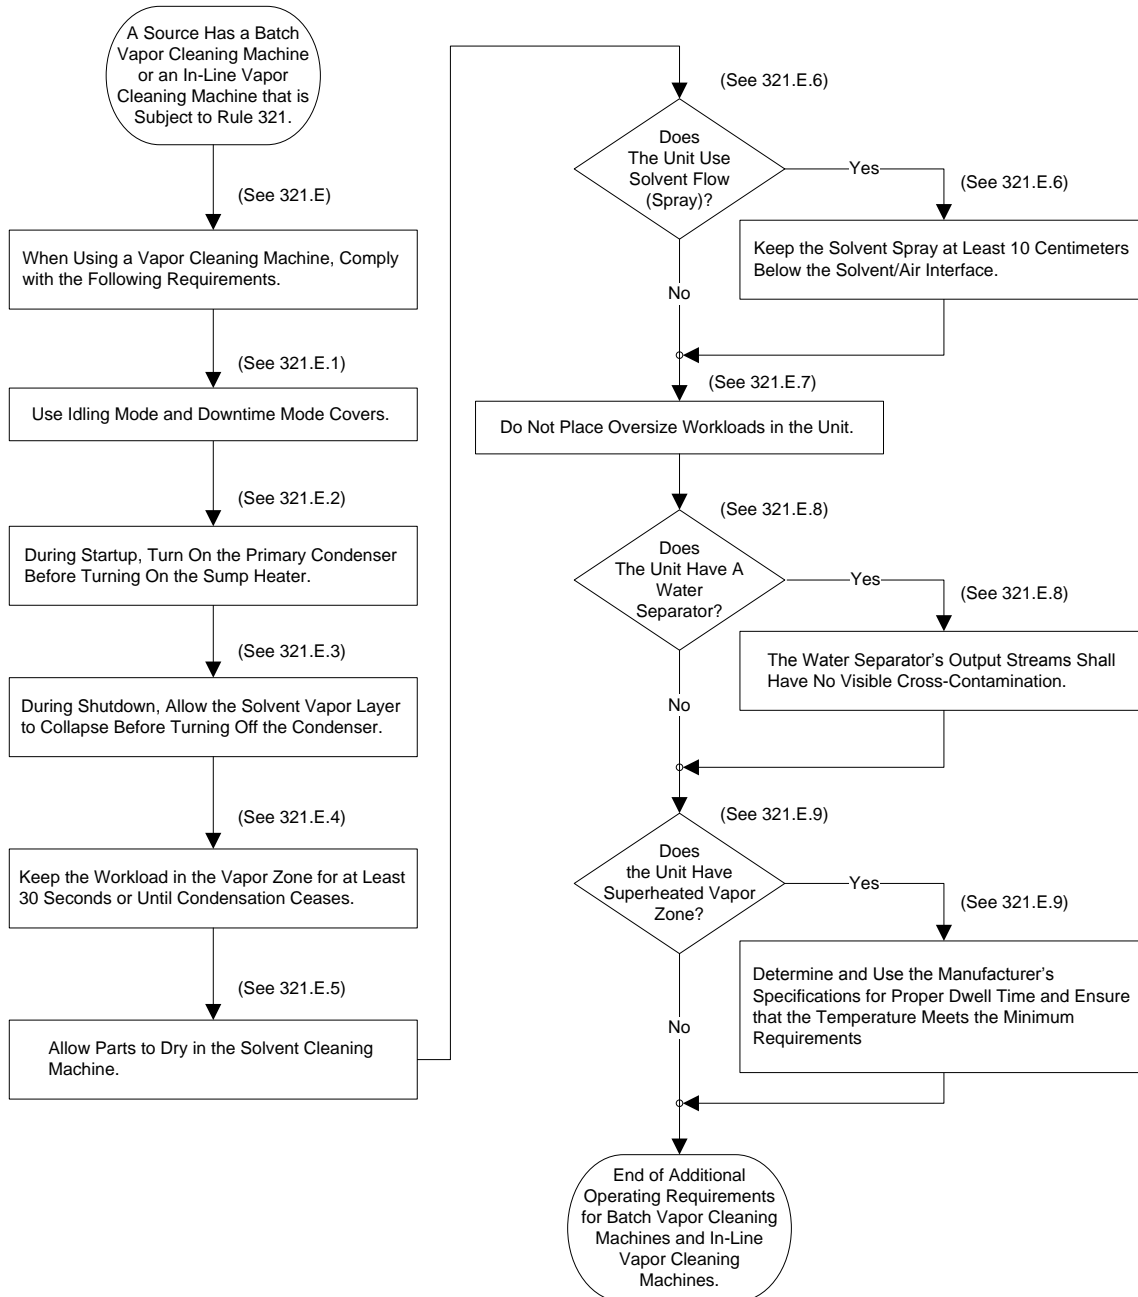 A Source Has a Batch
Vapor Cleaning Machine
or an In-Line Vapor
Cleaning Machine that is
Subject to Rule 321.
(See 321.E)
When Using a Vapor Cleaning Machine, Comply
with the Following Requirements.
(See 321.E.1)
Use Idling Mode and Downtime Mode Covers.
(See 321.E.2)
During Startup, Turn On the Primary Condenser
Before Turning On the Sump Heater.
(See 321.E.3)
During Shutdown, Allow the Solvent Vapor Layer
to Collapse Before Turning Off the Condenser.
(See 321.E.4)
Keep the Workload in the Vapor Zone for at Least
30 Seconds or Until Condensation Ceases.
(See 321.E.5)
Allow Parts to Dry in the Solvent Cleaning
Machine.
(See 321.E.6)
Does
The Unit Use
Solvent Flow
(Spray)?
Yes
(See 321.E.6)
Keep the Solvent Spray at Least 10 Centimeters
Below the Solvent/Air Interface.
No
(See 321.E.7)
Do Not Place Oversize Workloads in the Unit.
(See 321.E.8)
Does
The Unit Have A
Water
Separator?
Yes
(See 321.E.8)
The Water Separator's Output Streams Shall
Have No Visible Cross-Contamination.
No
(See 321.E.9)
Does
the Unit Have
Superheated Vapor
Zone?
Yes
(See 321.E.9)
Determine and Use the Manufacturer's
Specifications for Proper Dwell Time and Ensure
that the Temperature Meets the Minimum
Requirements
No
End of Additional
Operating Requirements
for Batch Vapor Cleaning
Machines and In-Line
Vapor Cleaning
Machines.